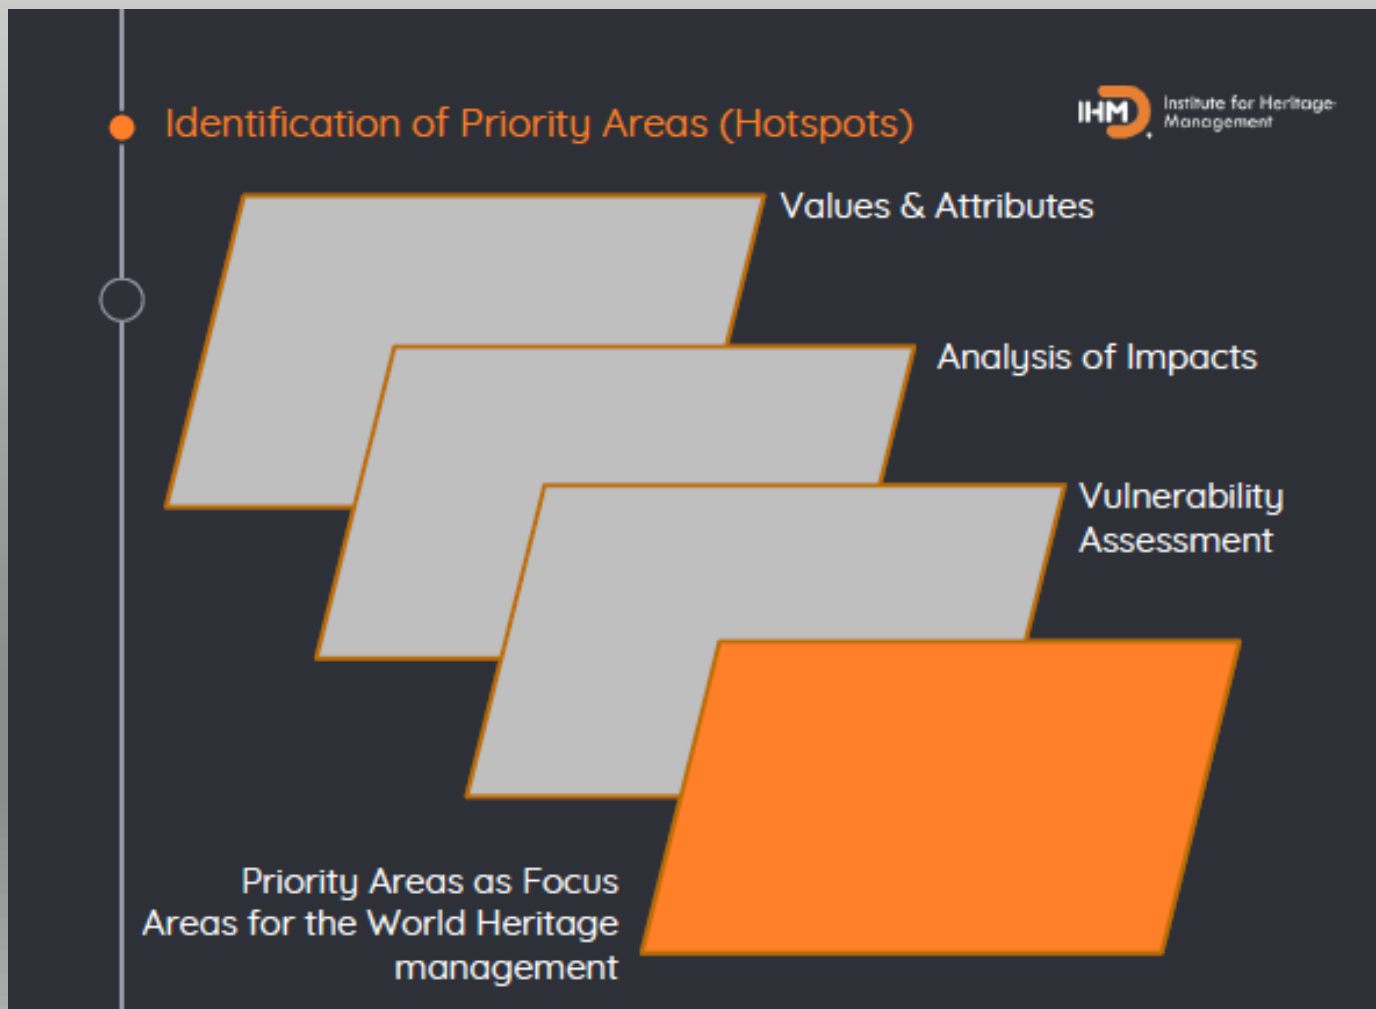 Identification of Priority Areas (Hotspots)
IHM
Institute for Heritage
Management
Values & Attributes
Analysis of Impacts
Vulnerability
Assessment
Priority Areas as Focus
Areas for the World Heritage
management